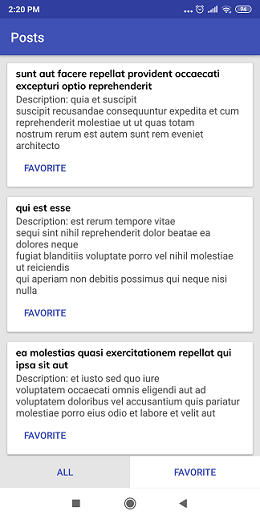 2:20 PM
94
Posts
sunt aut facere repellat provident occaecati
excepturi optio reprehenderit
Description: quia et suscipit
suscipit recusandae consequuntur expedita et cum
reprehenderit molestiae ut ut quas totam
nostrum rerum est autem sunt rem eveniet
architecto
FAVORITE
qui est esse
Description: est rerum tempore vitae
sequi sint nihil reprehenderit dolor beatae ea
dolores neque
fugiat blanditiis voluptate porro vel nihil molestiae
ut reiciendis
qui aperiam non debitis possimus qui neque nisi
nulla
FAVORITE
ea molestias quasi exercitationem repellat qui
ipsa sit aut
Description: et iusto sed quo iure
voluptatem occaecati omnis eligendi aut ad
voluptatem doloribus vel accusantium quis pariatur
molestiae porro eius odio et labore et velit aut
FAVORITE
ALL
FAVORITE